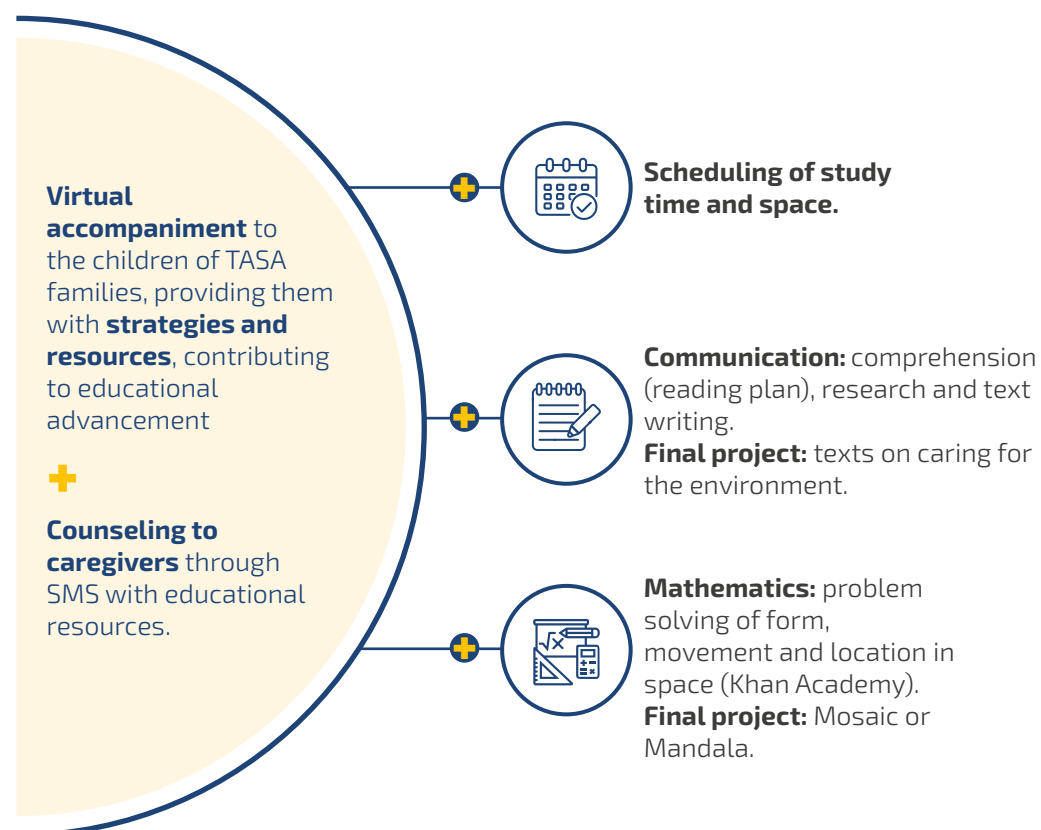 Virtual
accompaniment to
the children of TASA
families, providing them
with strategies and
resources, contributing
to educational
advancement
Counseling to
caregivers through
SMS with educational
resources.
Scheduling of study
time and space.
Communication: comprehension
(reading plan), research and text
writing.
Final project: texts on caring for
the environment.
Mathematics: problem
solving of form,
movement and location in
space (Khan Academy).
Final project: Mosaic or
Mandala.